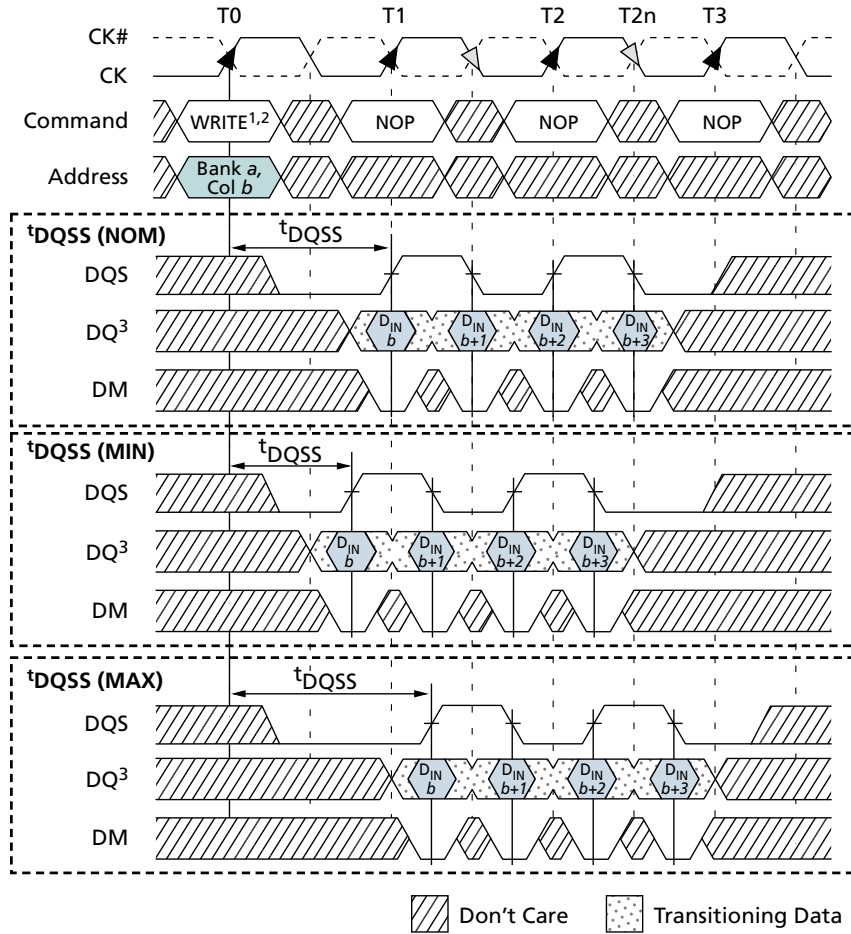 T0 T1 T2 T2n T3
CK#
CK
Command WRITE1,2 NOP NOP NOP
Address Bank a,
Col b
tDQSS (NOM) tDQSS
DQS
DQ3 DIN b DIN b+1 DIN b+2 DIN b+3
DM
tDQSS (MIN) tDQSS
DQS
DQ3 DIN b DIN b+1 DIN b+2 DIN b+3
DM
tDQSS (MAX) tDQSS
DQS
DQ3 DIN b DIN b+1 DIN b+2 DIN b+3
DM
Don't Care Transitioning Data